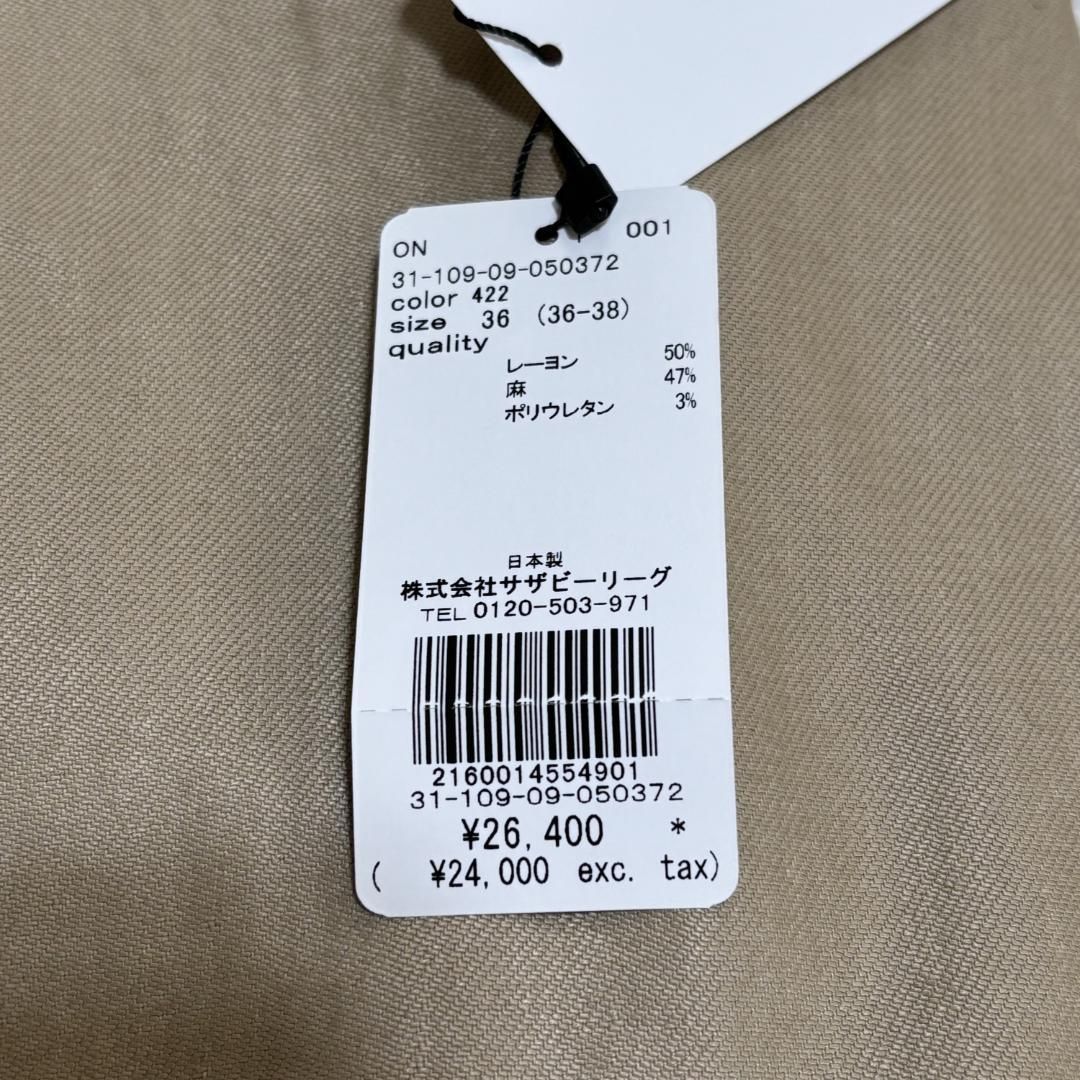 ON 001
31-109-09-050372
color 422
size 36 (36-38)
quality
レーヨン 50%
麻 47%
ポリウレタン 3%
日本製
株式会社サザビーリーグ
TEL 0120-503-971
2160014554901
31-109-09-050372
¥26,400 *
( ¥24,000 exc. tax)